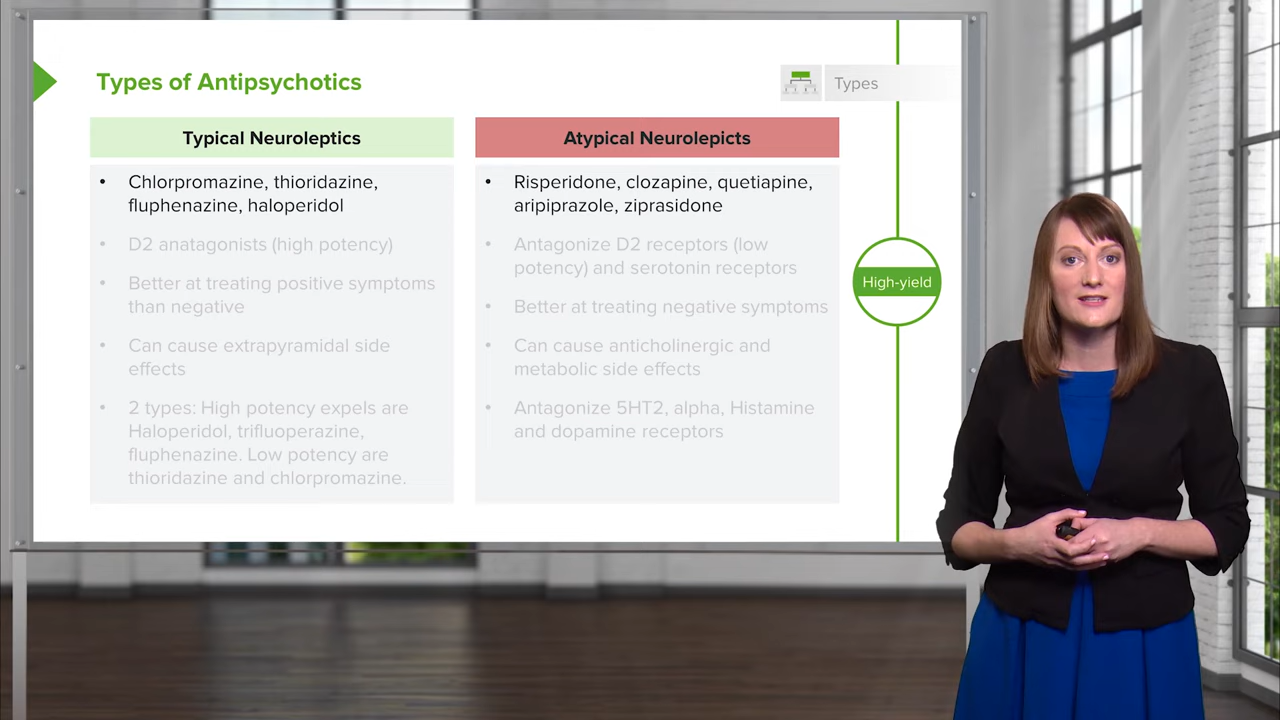 Types of Antipsychotics
Types
Typical Neuroleptics
• Chlorpromazine, thioridazine,
fluphenazine, haloperidol
• D2 anatagonists (high potency)
• Better at treating positive symptoms
than negative
• Can cause extrapyramidal side
effects
• 2 types: High potency expels are
Haloperidol, trifluoperazine,
fluphenazine. Low potency are
thioridazine and chlorpromazine.
Atypical Neurolepicts
• Risperidone, clozapine, quetiapine,
aripiprazole, ziprasidone
• Antagonize D2 receptors (low
potency) and serotonin receptors
• Better at treating negative symptoms
• Can cause anticholinergic and
metabolic side effects
• Antagonize 5HT2, alpha, Histamine
and dopamine receptors
High-yield